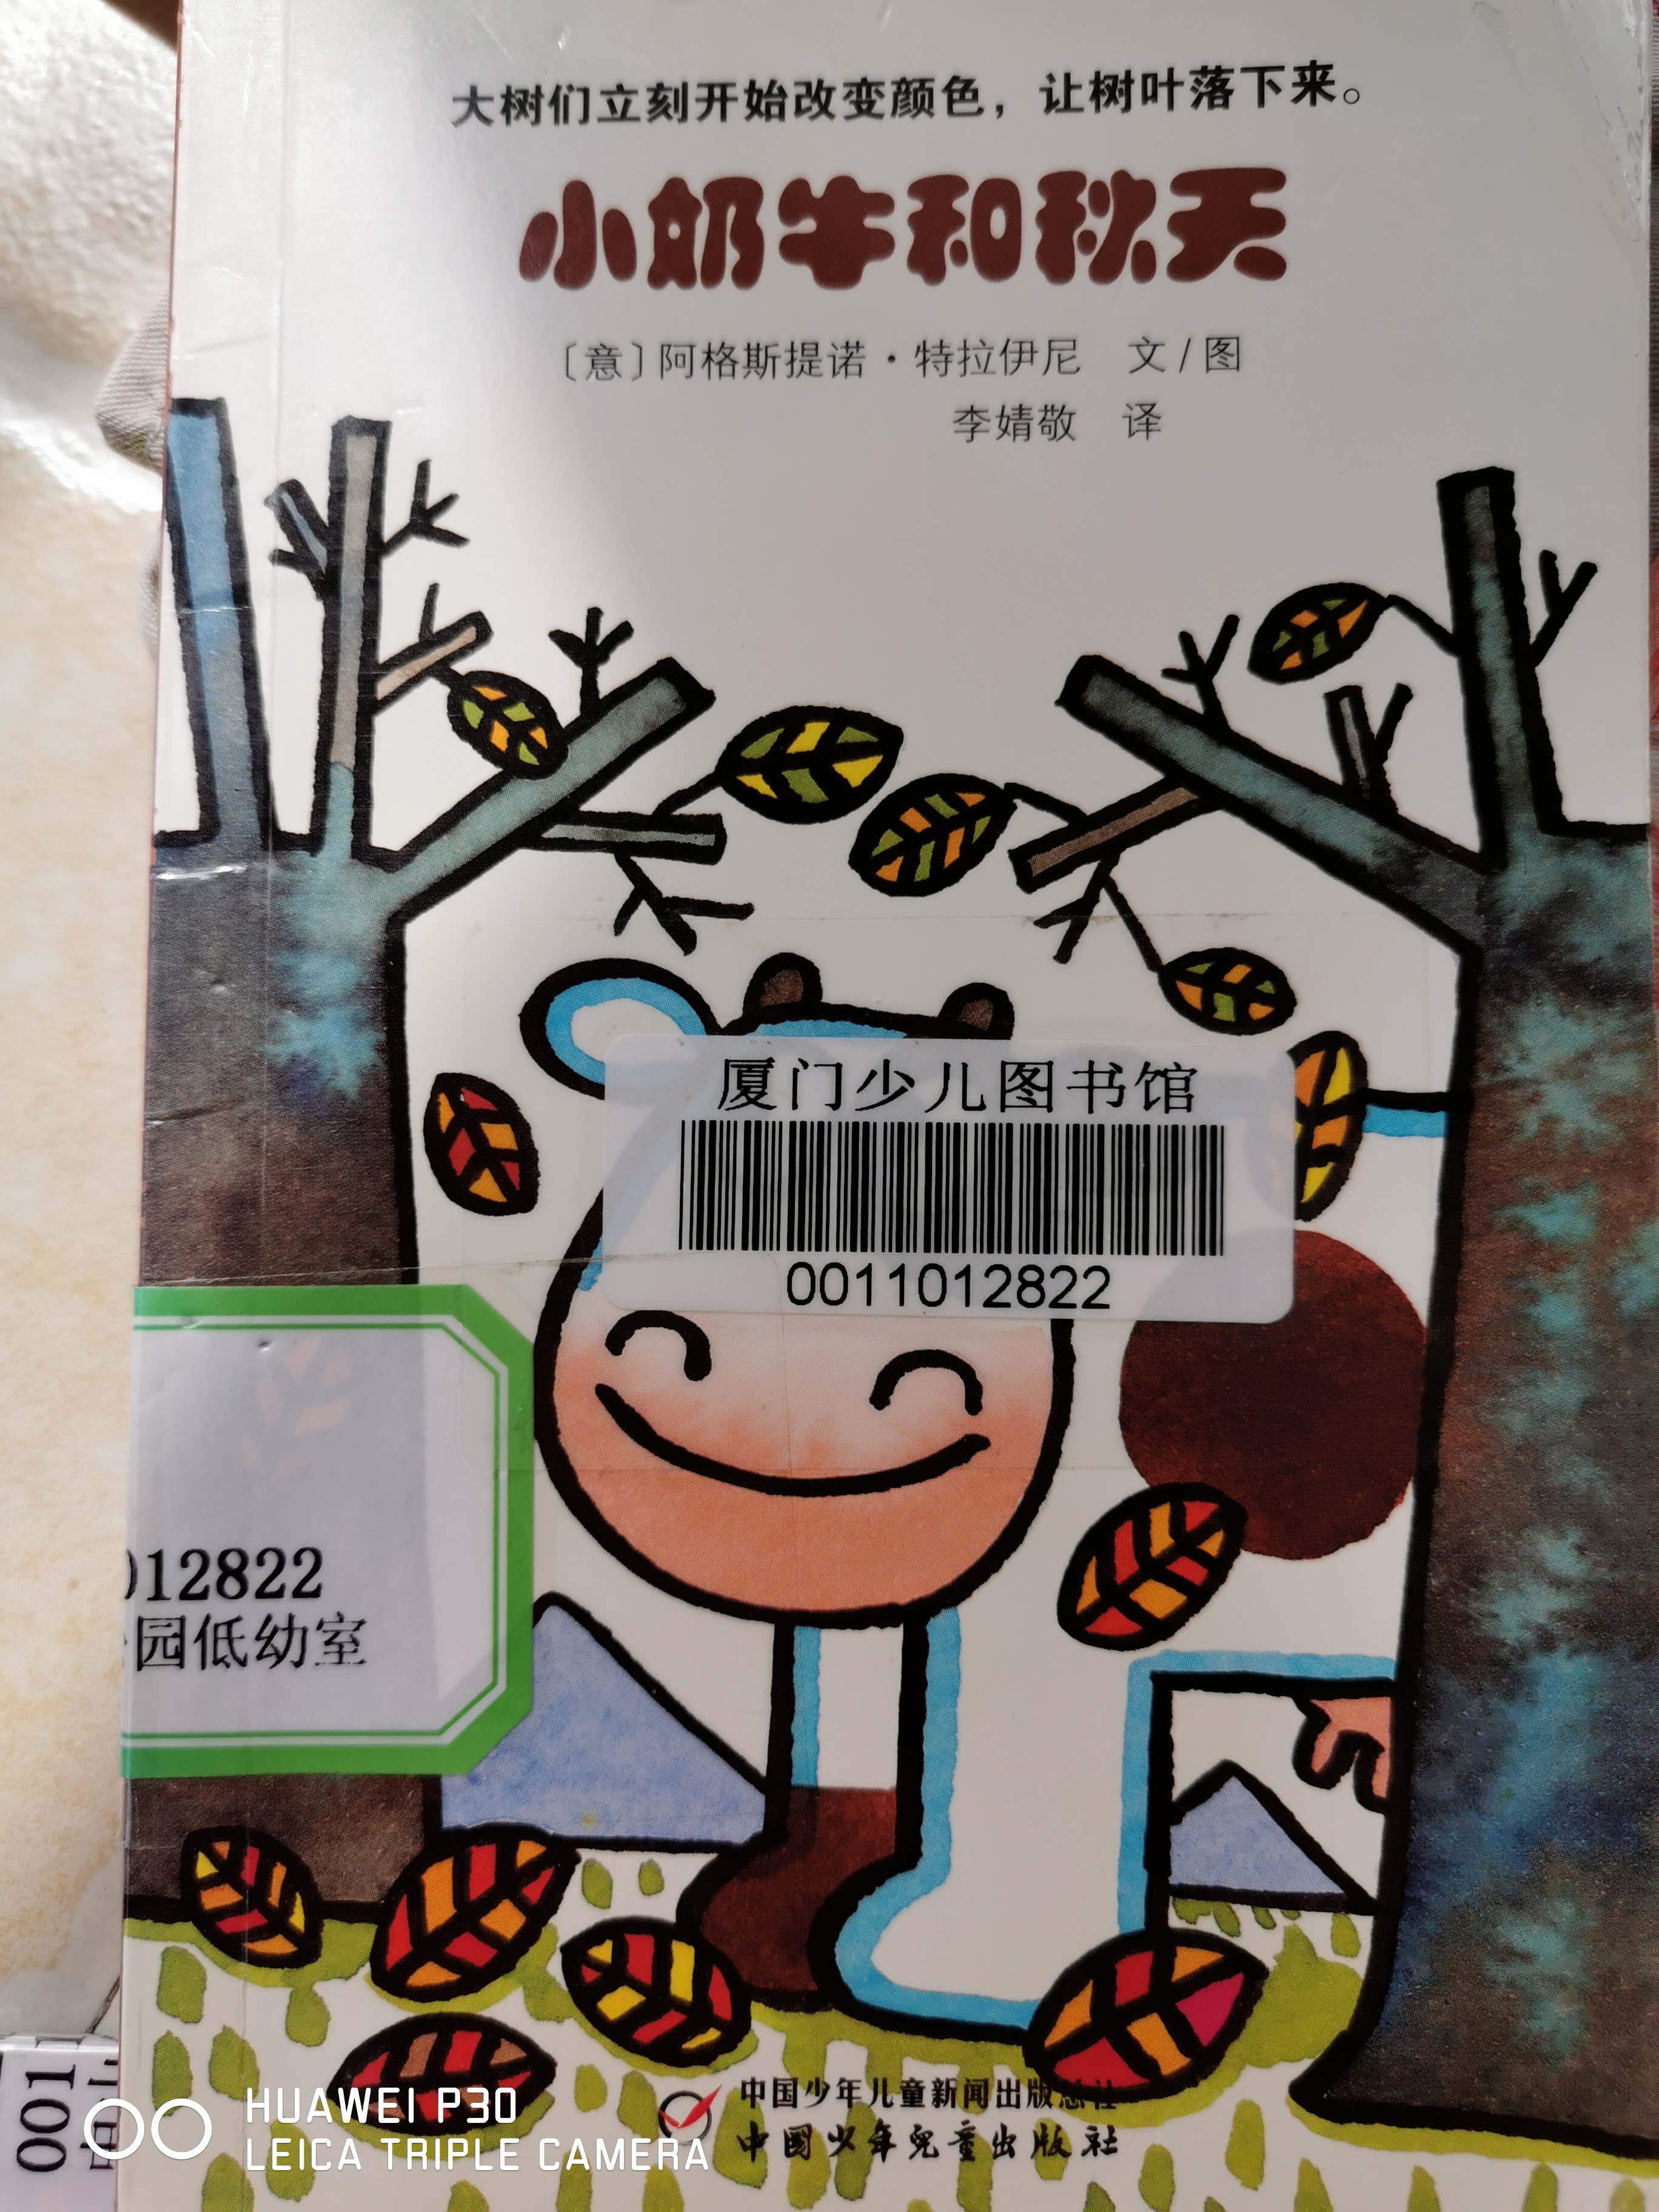 大树们立刻开始改变颜色，让树叶落下来。
小奶牛和秋天
〔意〕阿格斯提诺·特拉伊尼 文/图
李婧敬 译
厦门少儿图书馆
0011012822
012822
园低幼室
中国少年儿童新闻出版总社
中国少年儿童出版社
001
HUAWEI P30
LEICA TRIPLE CAMERA